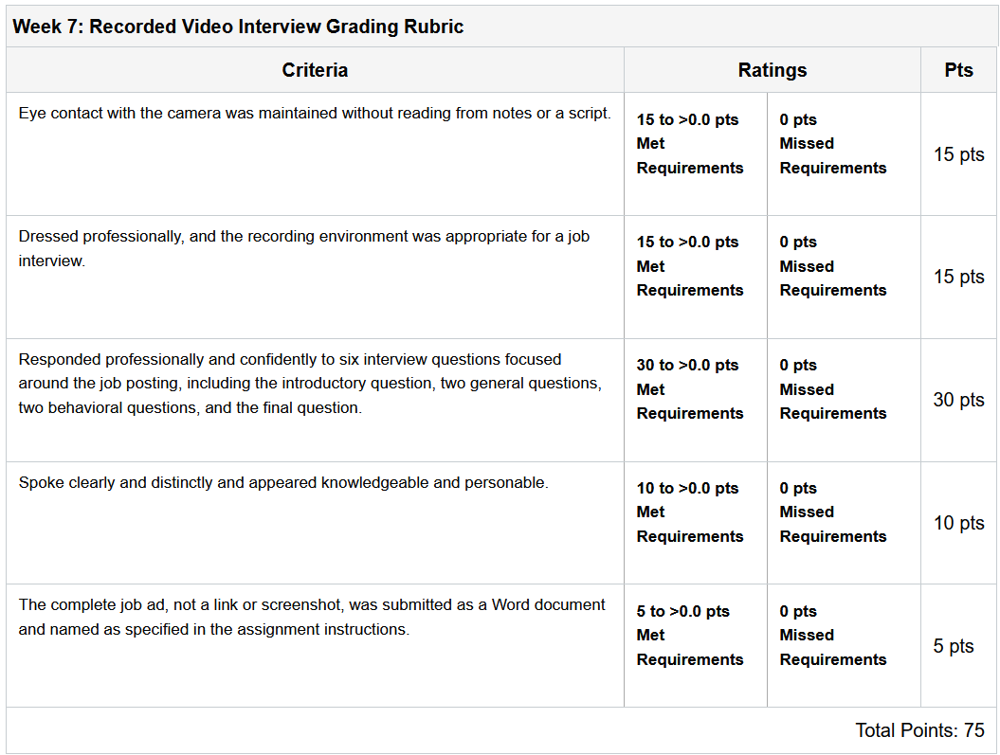 Week 7: Recorded Video Interview Grading Rubric
Criteria
Ratings
Pts
Eye contact with the camera was maintained without reading from notes or a script.
15 to >0.0 pts
Met
Requirements
0 pts
Missed
Requirements
15 pts
Dressed professionally, and the recording environment was appropriate for a job
interview.
15 to >0.0 pts
Met
Requirements
0 pts
Missed
Requirements
15 pts
Responded professionally and confidently to six interview questions focused
around the job posting, including the introductory question, two general questions,
two behavioral questions, and the final question.
30 to >0.0 pts
Met
Requirements
0 pts
Missed
Requirements
30 pts
Spoke clearly and distinctly and appeared knowledgeable and personable.
10 to >0.0 pts
Met
Requirements
0 pts
Missed
Requirements
10 pts
The complete job ad, not a link or screenshot, was submitted as a Word document
and named as specified in the assignment instructions.
5 to >0.0 pts
Met
Requirements
0 pts
Missed
Requirements
5 pts
Total Points: 75